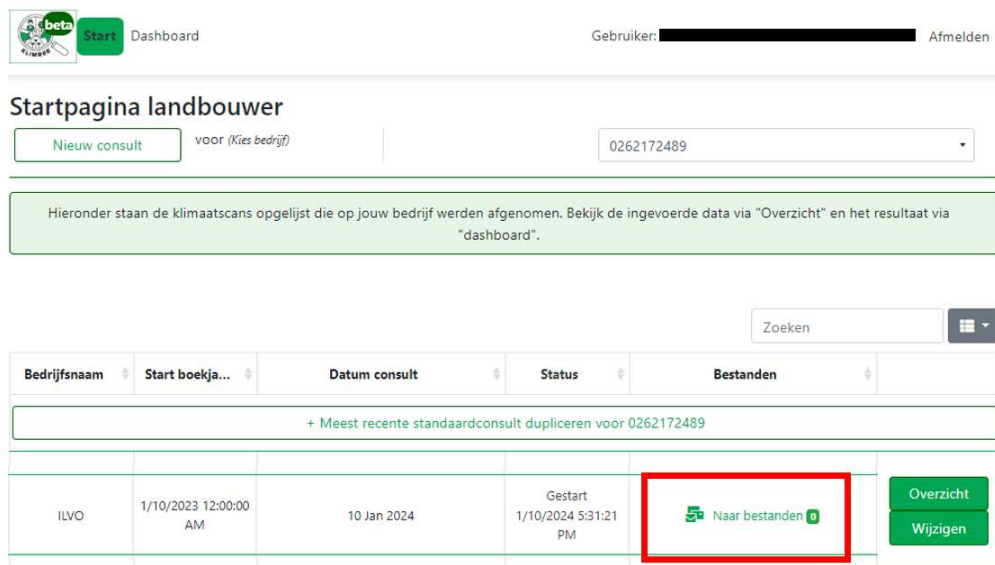 beta
KLIMREK
Start Dashboard Gebruiker: Afmelden
Startpagina landbouwer
Nieuw consult voor (Kies bedrijf) 0262172489
Hieronder staan de klimaatscans opgelijst die op jouw bedrijf werden afgenomen. Bekijk de ingevoerde data via "Overzicht" en het resultaat via
"dashboard".
Zoeken
Bedrijfsnaam Start boekja... Datum consult Status Bestanden
+ Meest recente standaardconsult dupliceren voor 0262172489
ILVO 1/10/2023 12:00:00 AM 10 Jan 2024 Gestart 1/10/2024 5:31:21 PM Naar bestanden 0 Overzicht
Wijzigen